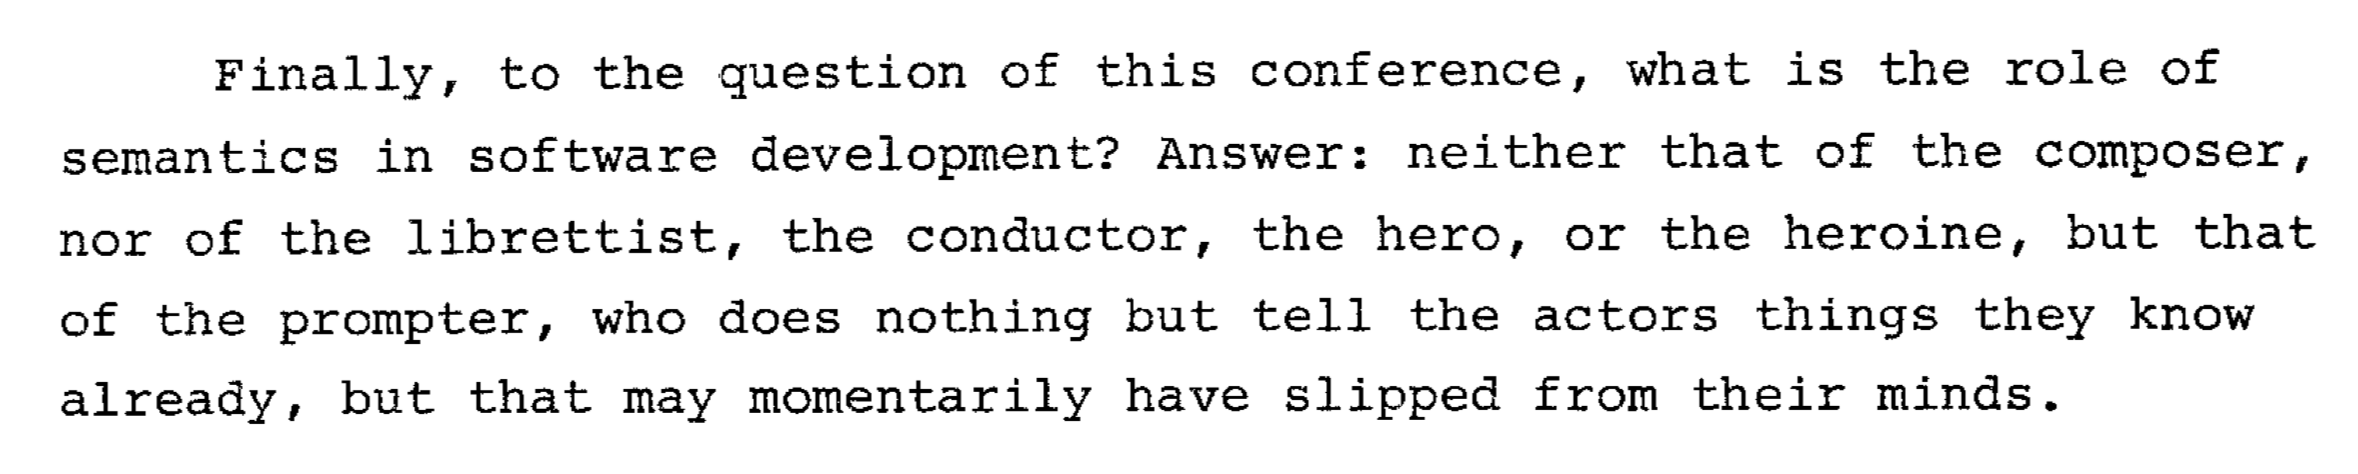 Finally, to the question of this conference, what is the role of
semantics in software development? Answer: neither that of the composer,
nor of the librettist, the conductor, the hero, or the heroine, but that
of the prompter, who does nothing but tell the actors things they know
already, but that may momentarily have slipped from their minds.